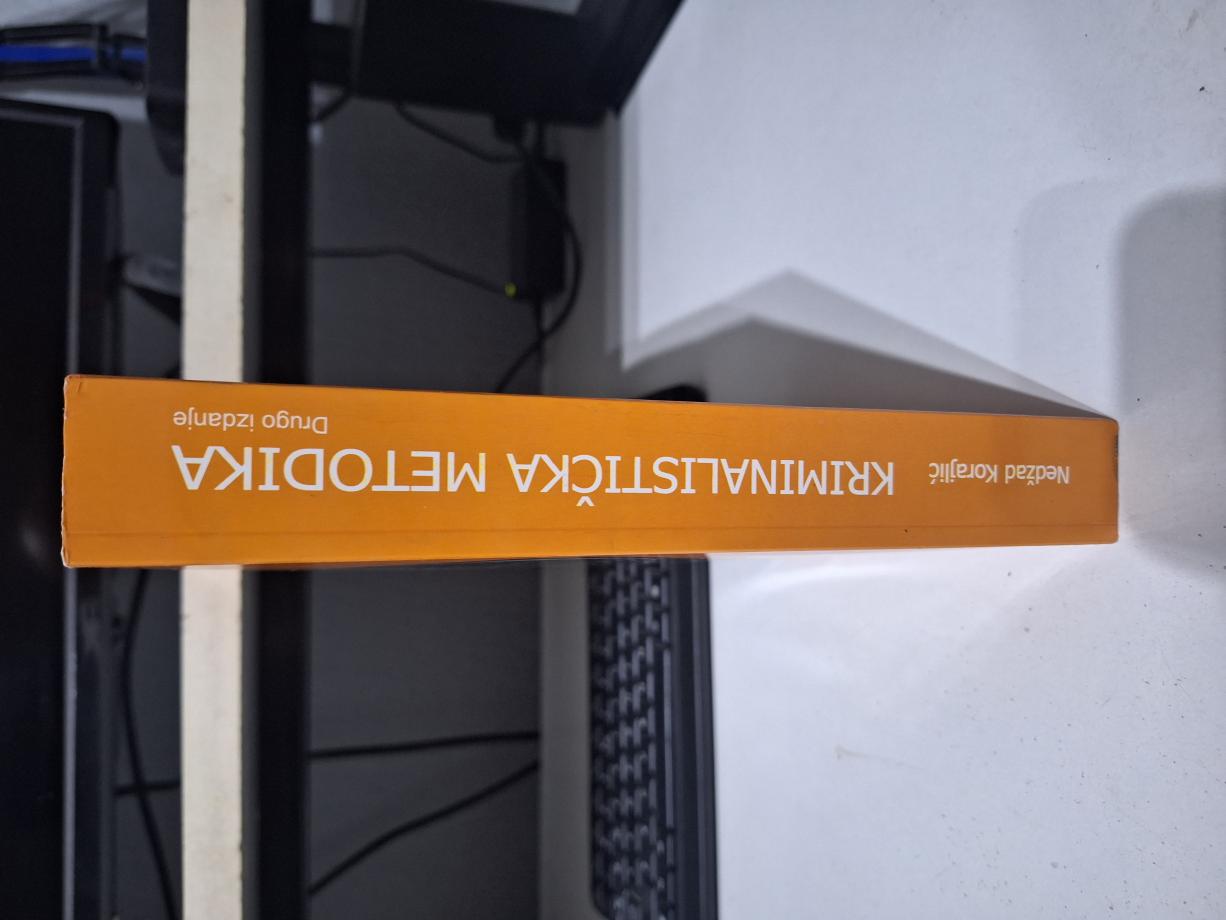 Nedžad Korajlić
KRIMINALISTIČKA METODIKA
Drugo izdanje